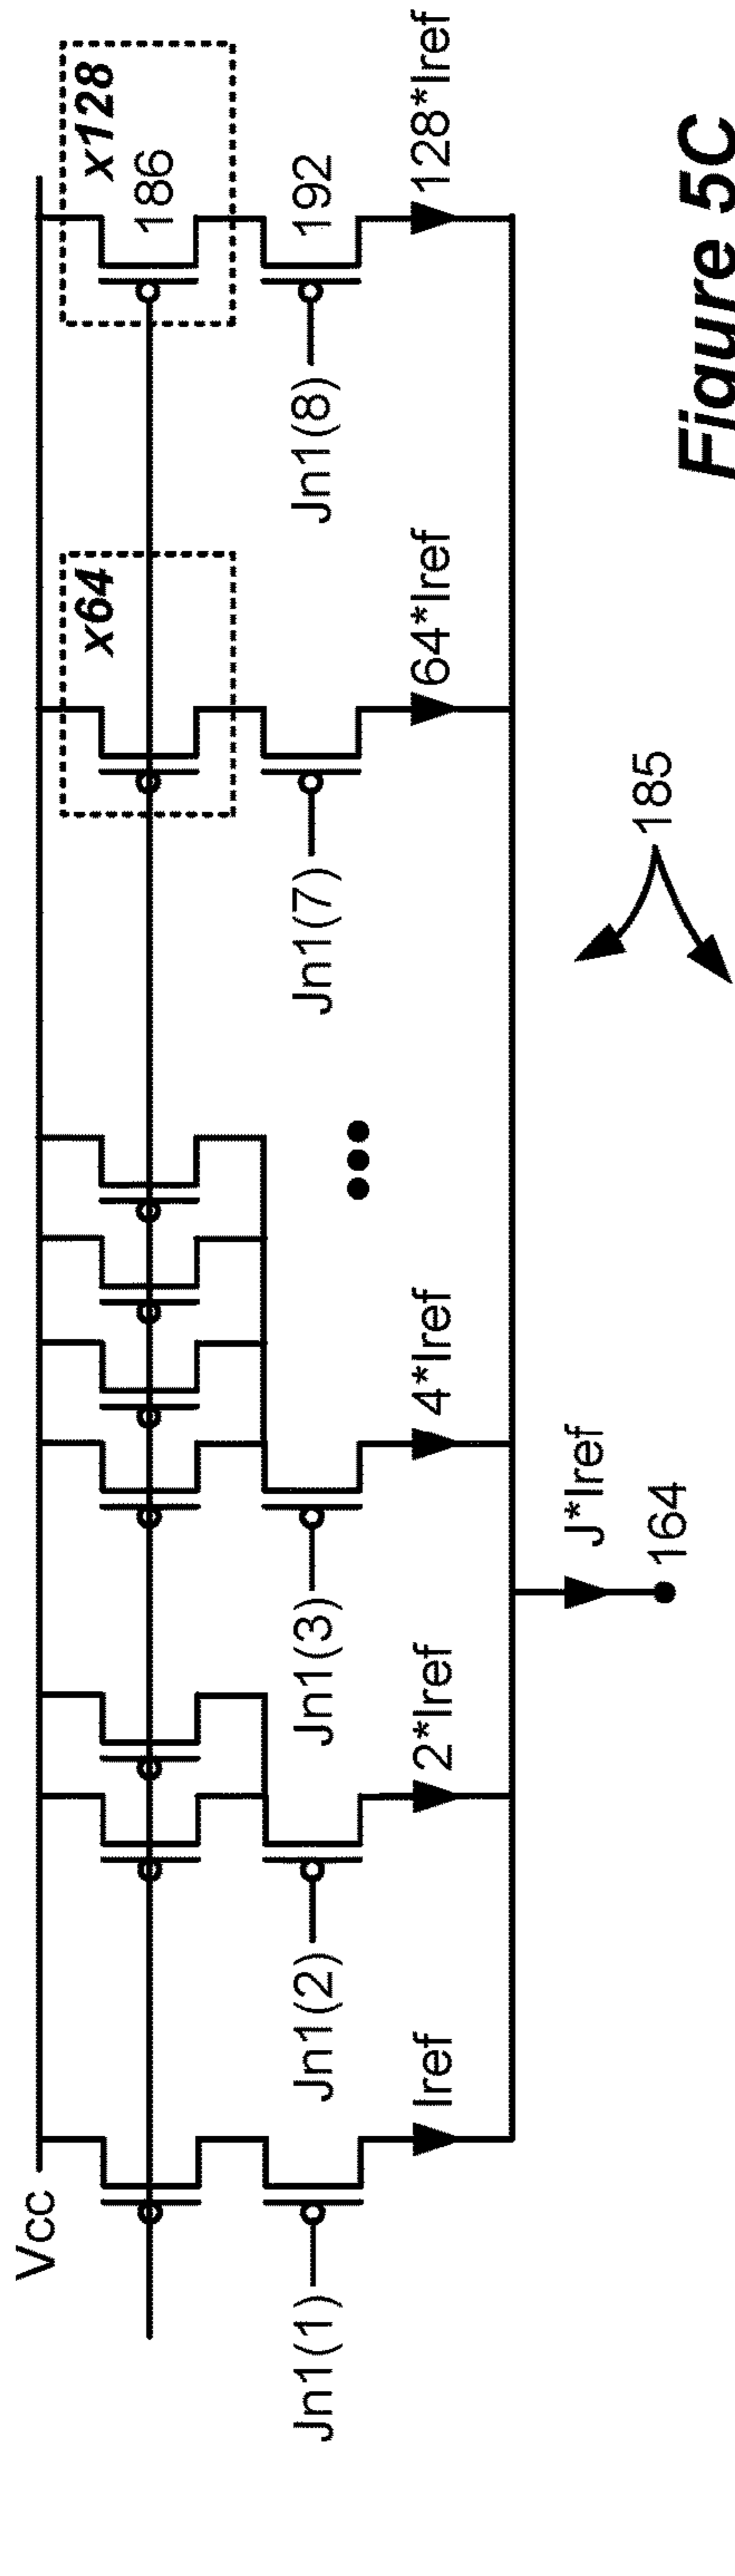 Vcc
x64
x128
186
Jn1(1)
Jn1(2)
Jn1(3)
Jn1(7)
Jn1(8)
192
Iref
2*Iref
4*Iref
64*Iref
128*Iref
J*Iref
164
185
Figure 5C